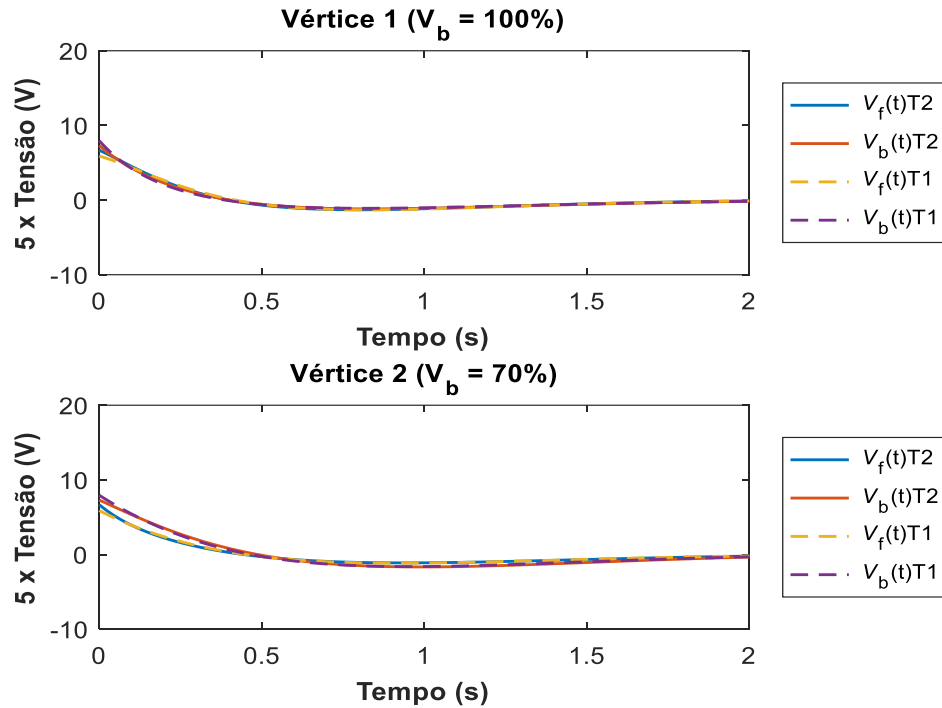 Vértice 1 (V_b = 100%)
5 x Tensão (V)
20
10
0
-10
0 0.5 1 1.5 2
Tempo (s)
V_f(t)T2
V_b(t)T2
V_f(t)T1
V_b(t)T1
Vértice 2 (V_b = 70%)
5 x Tensão (V)
20
10
0
-10
0 0.5 1 1.5 2
Tempo (s)
V_f(t)T2
V_b(t)T2
V_f(t)T1
V_b(t)T1